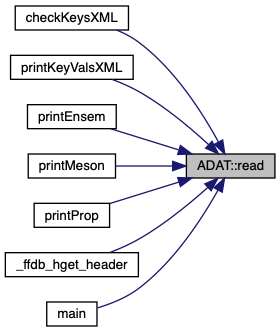 checkKeysXML
printKeyValsXML
printEnsem
printMeson
ADAT::read
printProp
_ffdb_hget_header
main